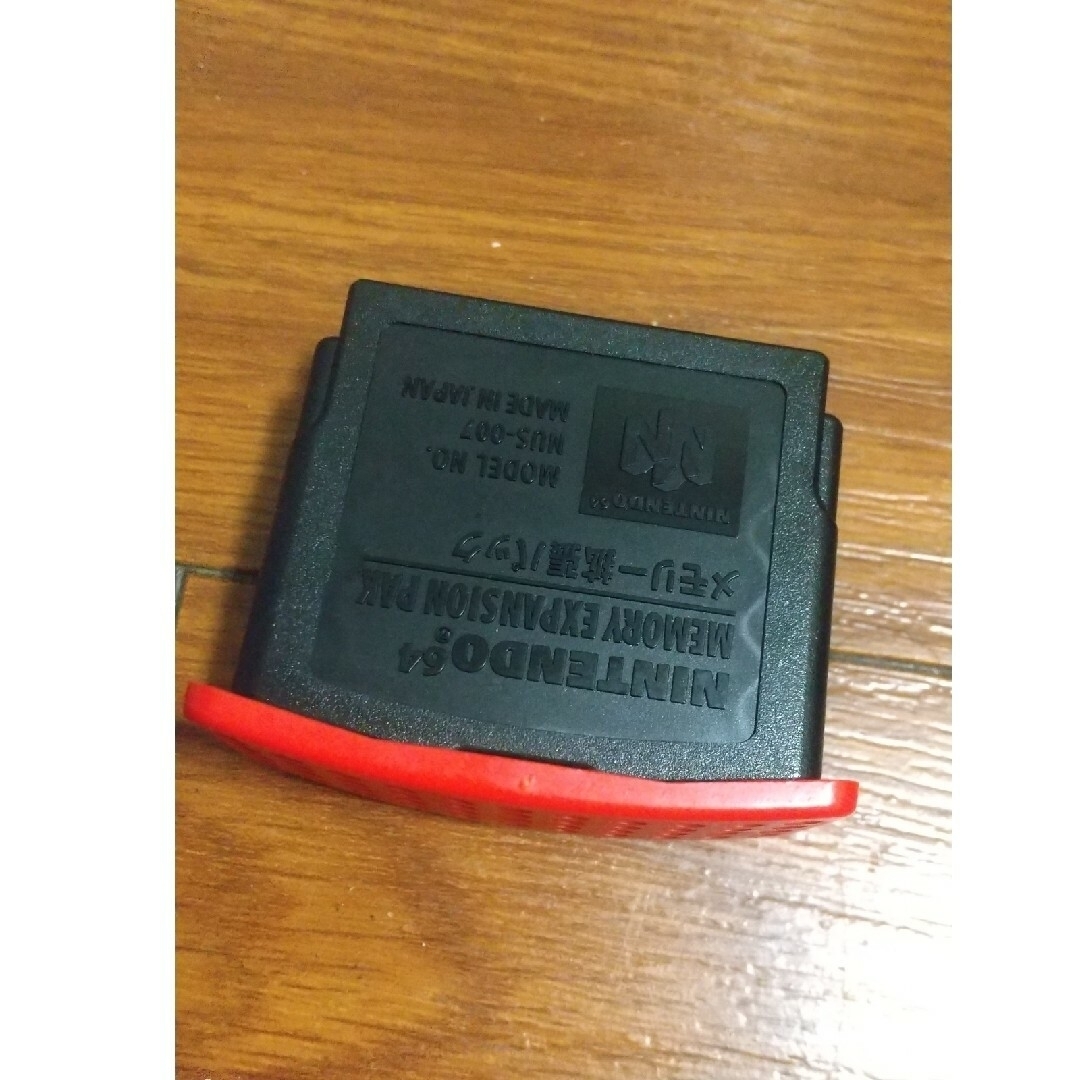 NINTENDO64
MEMORY EXPANSION PAK
メモリー拡張パック
NINTENDO64
MODEL NO.
NUS-007
MADE IN JAPAN